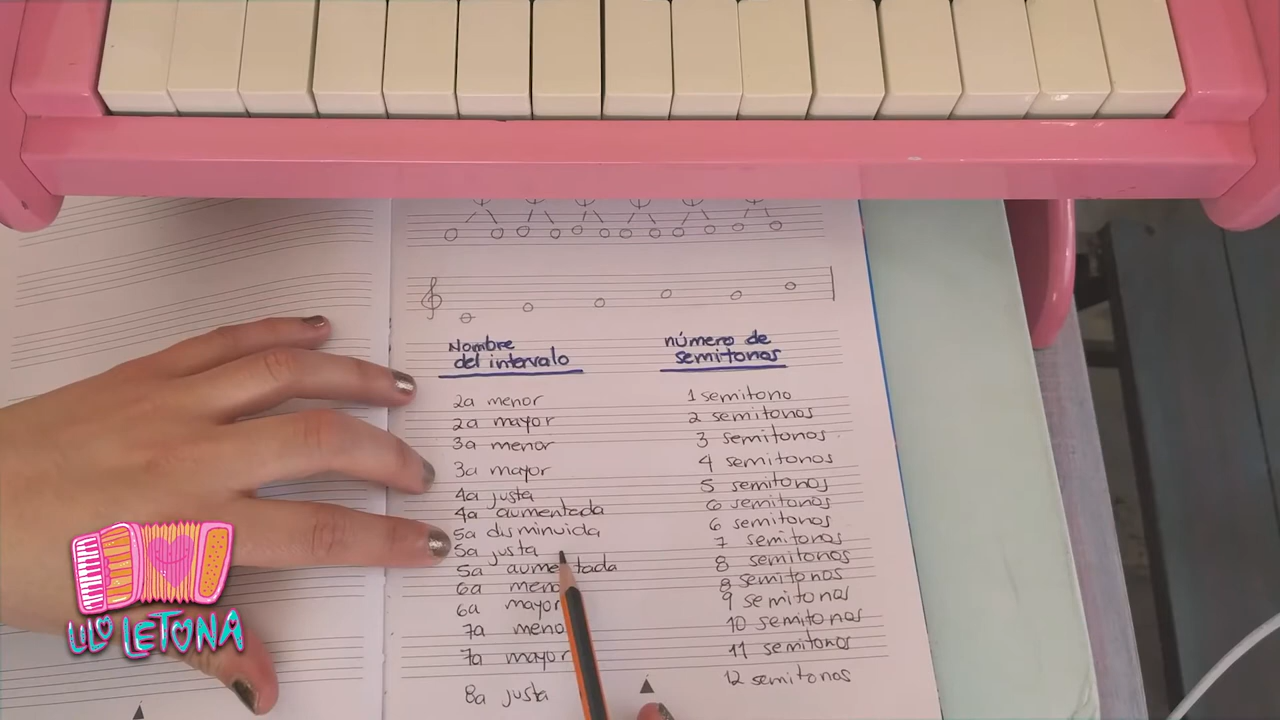 Nombre
del intervalo
número de
semitonos
2a menor
1 semitono
2a mayor
2 semitonos
3a menor
3 semitonos
3a mayor
4 semitonos
4a justa
5 semitonos
4a aumentada
6 semitonos
5a disminuida
6 semitonos
5a justa
7 semitonos
5a aumentada
8 semitonos
6a meno
8 semitonos
6a mayor
9 semitonos
7a meno
10 semitonos
7a mayor
11 semitonos
8a justa
12 semitonos
LILO LETONA